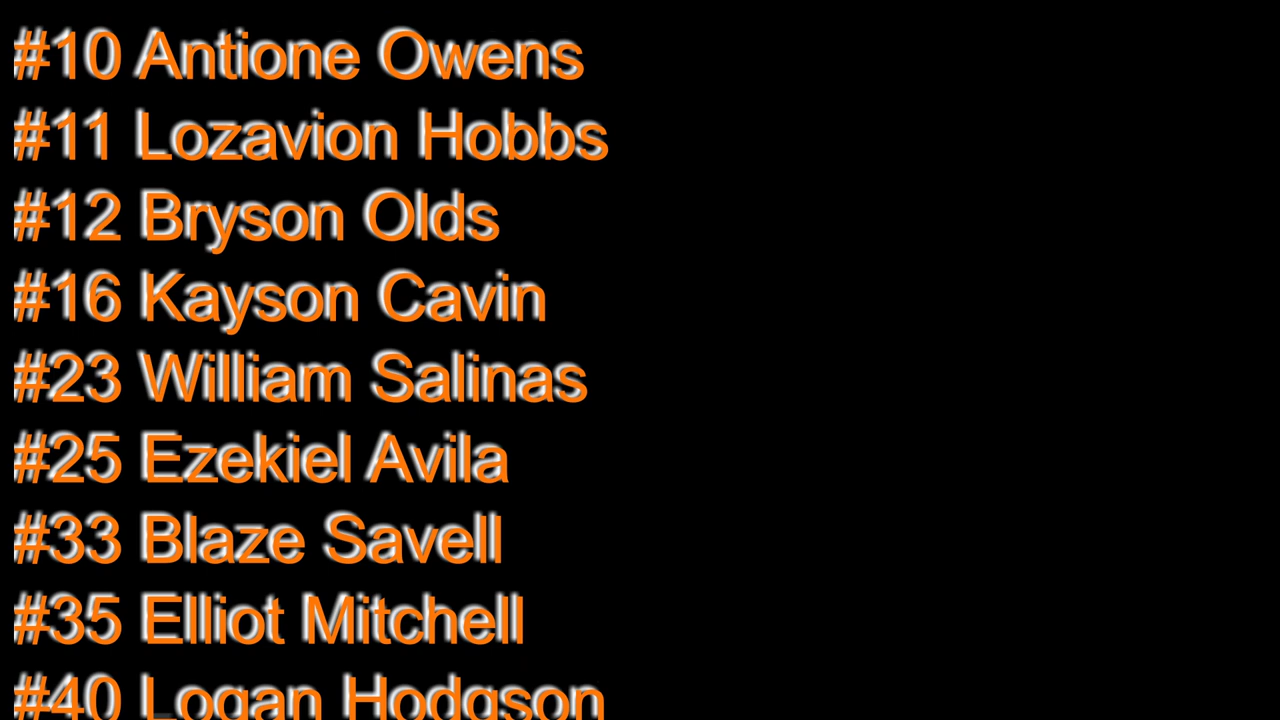 #10 Antione Owens
#11 Lozavion Hobbs
#12 Bryson Olds
#16 Kayson Cavin
#23 William Salinas
#25 Ezekiel Avila
#33 Blaze Savell
#35 Elliot Mitchell
#40 Logan Hodgson